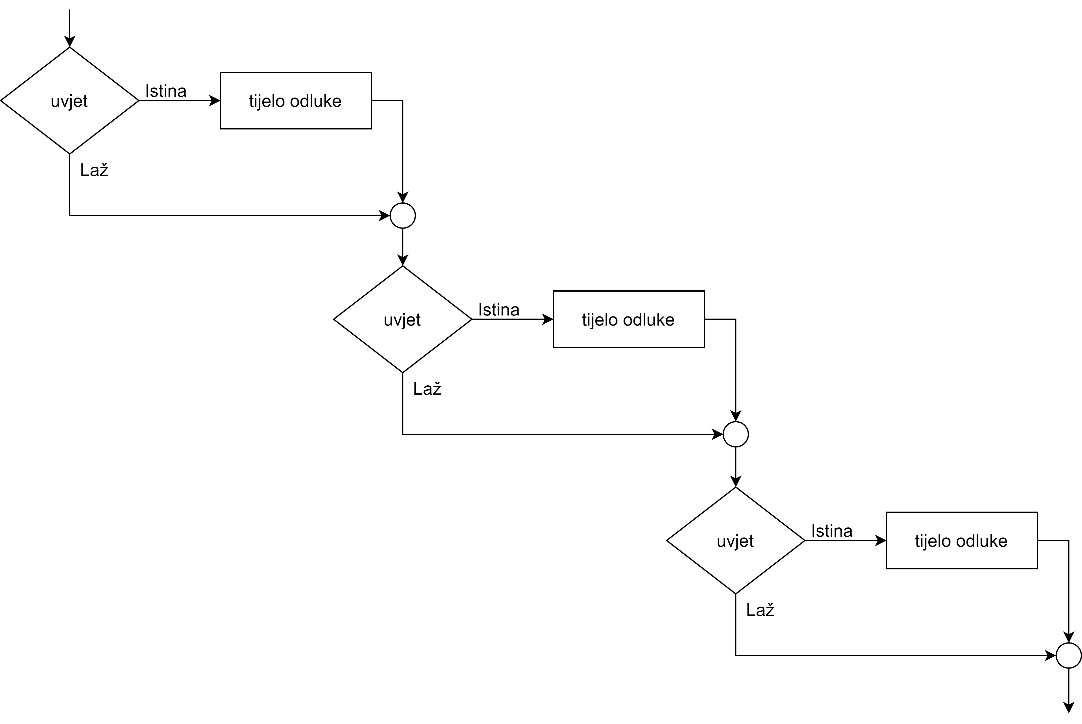 uvjet
Istina
tijelo odluke
Laž
uvjet
Istina
tijelo odluke
Laž
uvjet
Istina
tijelo odluke
Laž